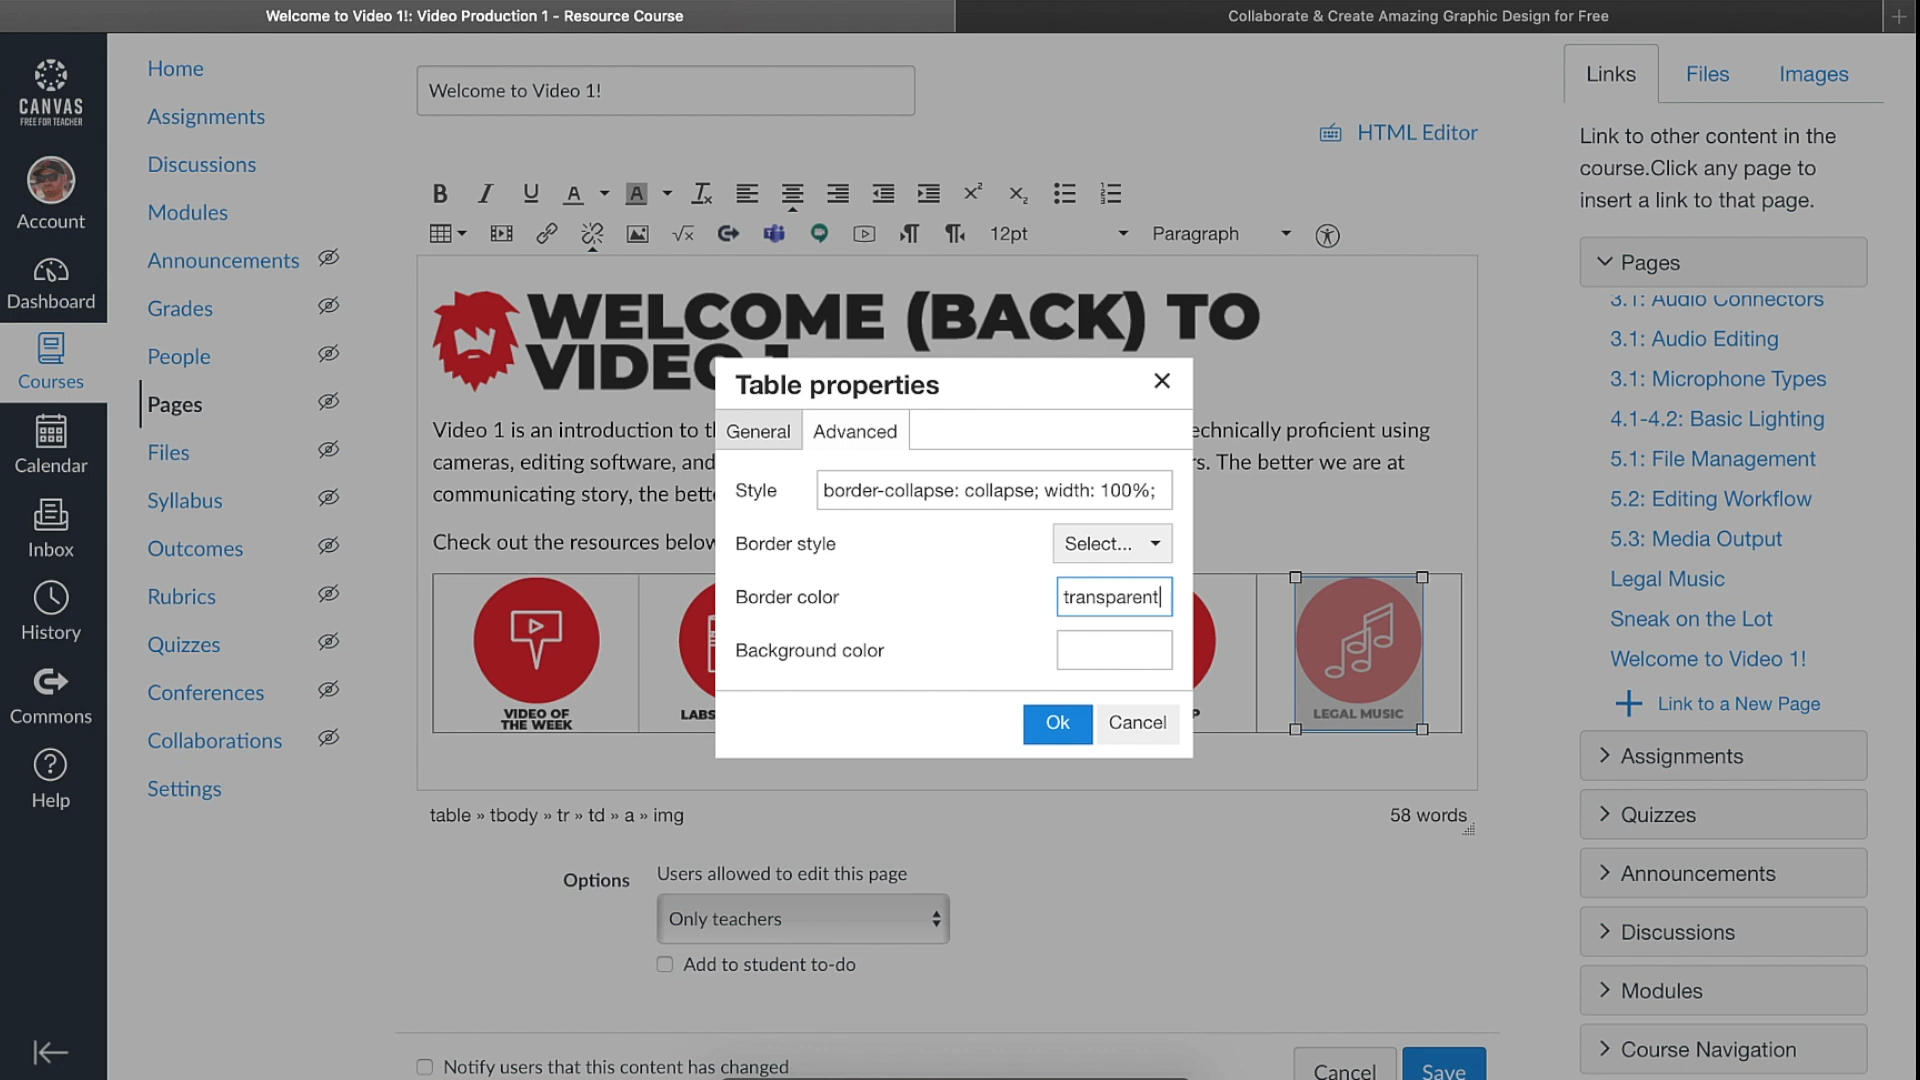 Welcome to Video 1!: Video Production 1 - Resource Course
Collaborate & Create Amazing Graphic Design for Free
CANVAS
FREE FOR TEACHER
Account
Dashboard
Courses
Calendar
Inbox
History
Commons
Help
Home
Assignments
Discussions
Modules
Announcements
Grades
People
Pages
Files
Syllabus
Outcomes
Rubrics
Quizzes
Conferences
Collaborations
Settings
Welcome to Video 1!
HTML Editor
12pt
Paragraph
WELCOME (BACK) TO
VIDEO 1
Video 1 is an introduction to t
echnically proficient using
cameras, editing software, and
s. The better we are at
communicating story, the bett
Check out the resources below
VIDEO OF
THE WEEK
LABS
P
LEGAL MUSIC
Table properties
General
Advanced
Style
border-collapse: collapse; width: 100%;
Border style
Select...
Border color
transparent
Background color
Ok
Cancel
table » tbody » tr » td » a » img
58 words
Options
Users allowed to edit this page
Only teachers
Add to student to-do
Notify users that this content has changed
Cancel
Save
Links
Files
Images
Link to other content in the
course.Click any page to
insert a link to that page.
Pages
3.1: Audio Connectors
3.1: Audio Editing
3.1: Microphone Types
4.1-4.2: Basic Lighting
5.1: File Management
5.2: Editing Workflow
5.3: Media Output
Legal Music
Sneak on the Lot
Welcome to Video 1!
Link to a New Page
Assignments
Quizzes
Announcements
Discussions
Modules
Course Navigation